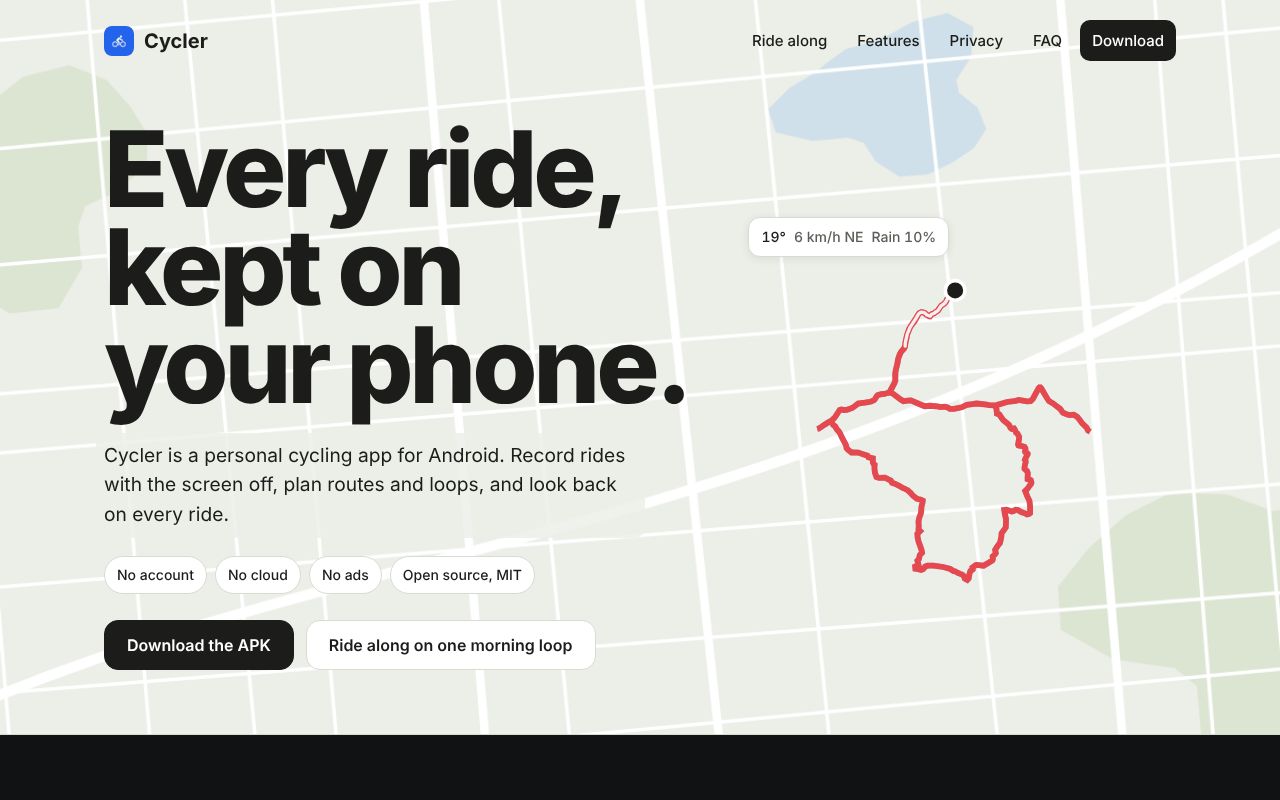 Cycler
Ride along
Features
Privacy
FAQ
Download
Every ride,
kept on
your phone.
19° 6 km/h NE Rain 10%
Cycler is a personal cycling app for Android. Record rides
with the screen off, plan routes and loops, and look back
on every ride.
No account
No cloud
No ads
Open source, MIT
Download the APK
Ride along on one morning loop